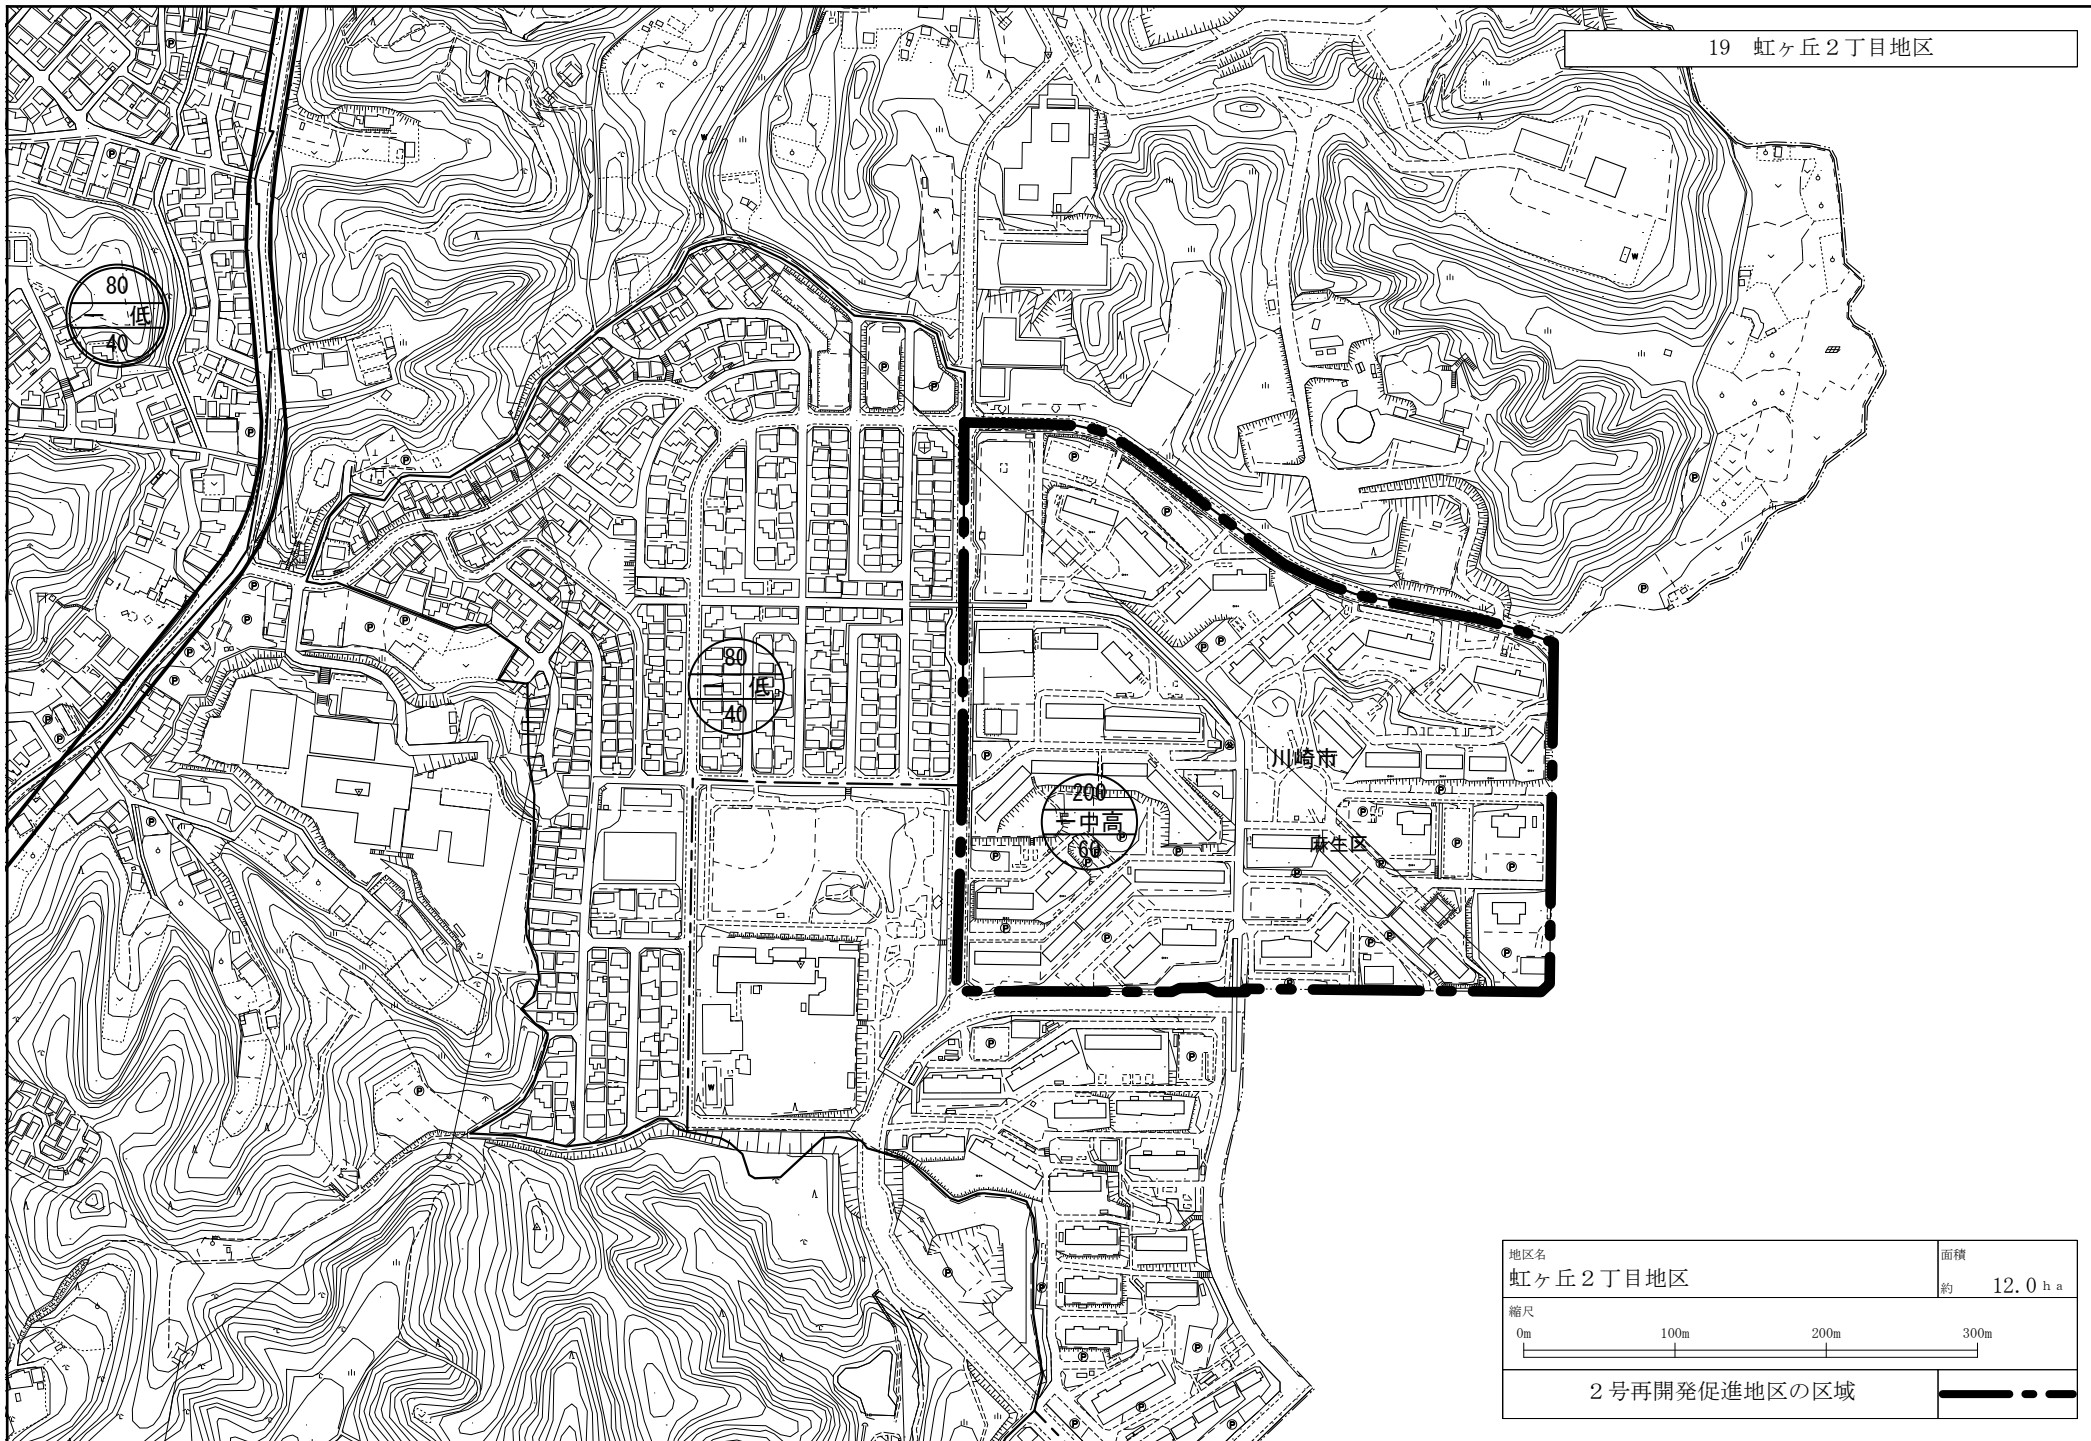 19 虹ヶ丘２丁目地区
80
一 低
40
80
一 低
40
川崎市
200
一中高
60
麻生区
地区名
虹ヶ丘２丁目地区
面積
約 12.0 ha
縮尺
0m 100m 200m 300m
２号再開発促進地区の区域